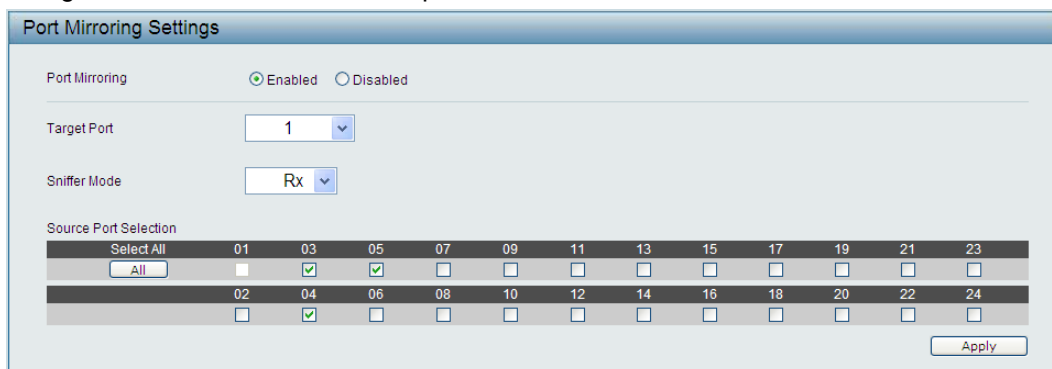 Port Mirroring Settings
Port Mirroring Enabled Disabled
Target Port 1
Sniffer Mode Rx
Source Port Selection
Select All 01 03 05 07 09 11 13 15 17 19 21 23
All
02 04 06 08 10 12 14 16 18 20 22 24
Apply